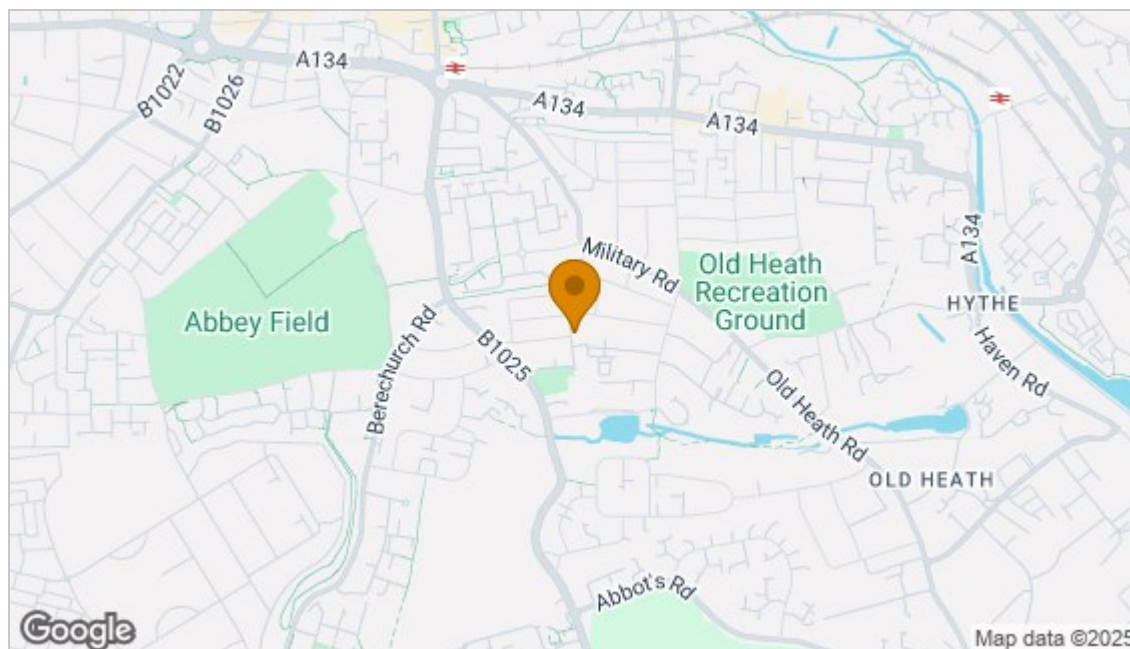 A134
B1022
B1026
A134
A134
Military Rd
Old Heath
Recreation
Ground
A134
HYTHE
Abbey Field
Berechurch Rd
B1025
Haven Rd
Old Heath Rd
OLD HEATH
Abbot's Rd
Google
Map data ©2025